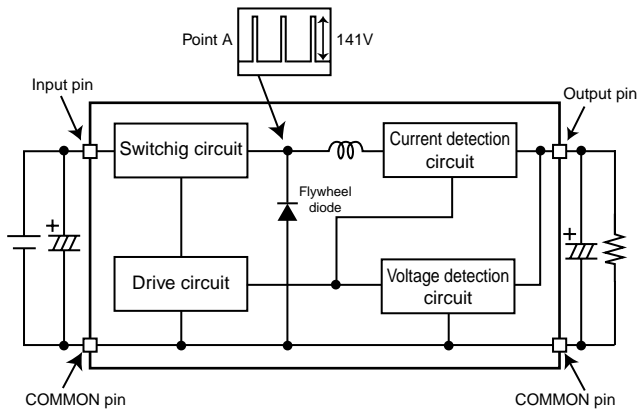 Point A
141V
Input pin
Output pin
Switchig circuit
Current detection
circuit
Flywheel
diode
+
+
Drive circuit
Voltage detection
circuit
COMMON pin
COMMON pin